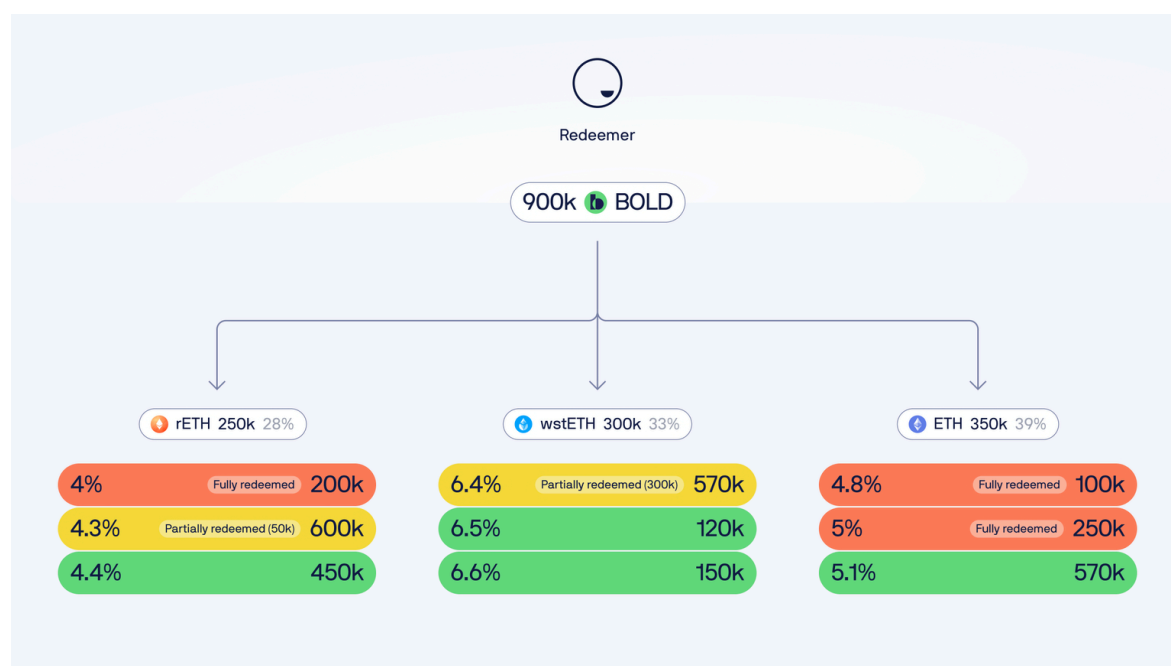 Redeemer
900k BOLD
rETH 250k 28%
wstETH 300k 33%
ETH 350k 39%
4% Fully redeemed 200k
4.3% Partially redeemed (50k) 600k
4.4% 450k
6.4% Partially redeemed (300k) 570k
6.5% 120k
6.6% 150k
4.8% Fully redeemed 100k
5% Fully redeemed 250k
5.1% 570k